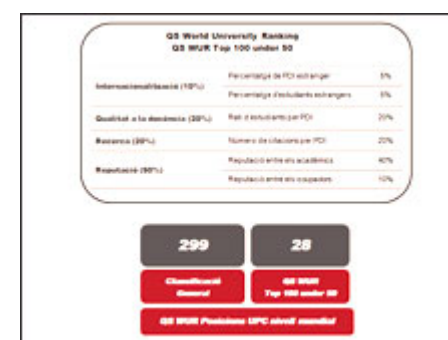 QS World University Ranking
QS WUR Top 100 under 50
Internacionalització (10%)
Percentatge de PDI estranger 5%
Percentatge d'estudiants estrangers 5%
Qualitat a la docència (20%) Rati d'estudiants per PDI 20%
Recerca (20%) Número de citacions per PDI 20%
Reputació (50%)
Reputació entre els acadèmics 40%
Reputació entre els ocupadors 10%
299 28
Classificació
General
QS WUR
Top 100 under 50
QS WUR Posicions UPC nivell mundial